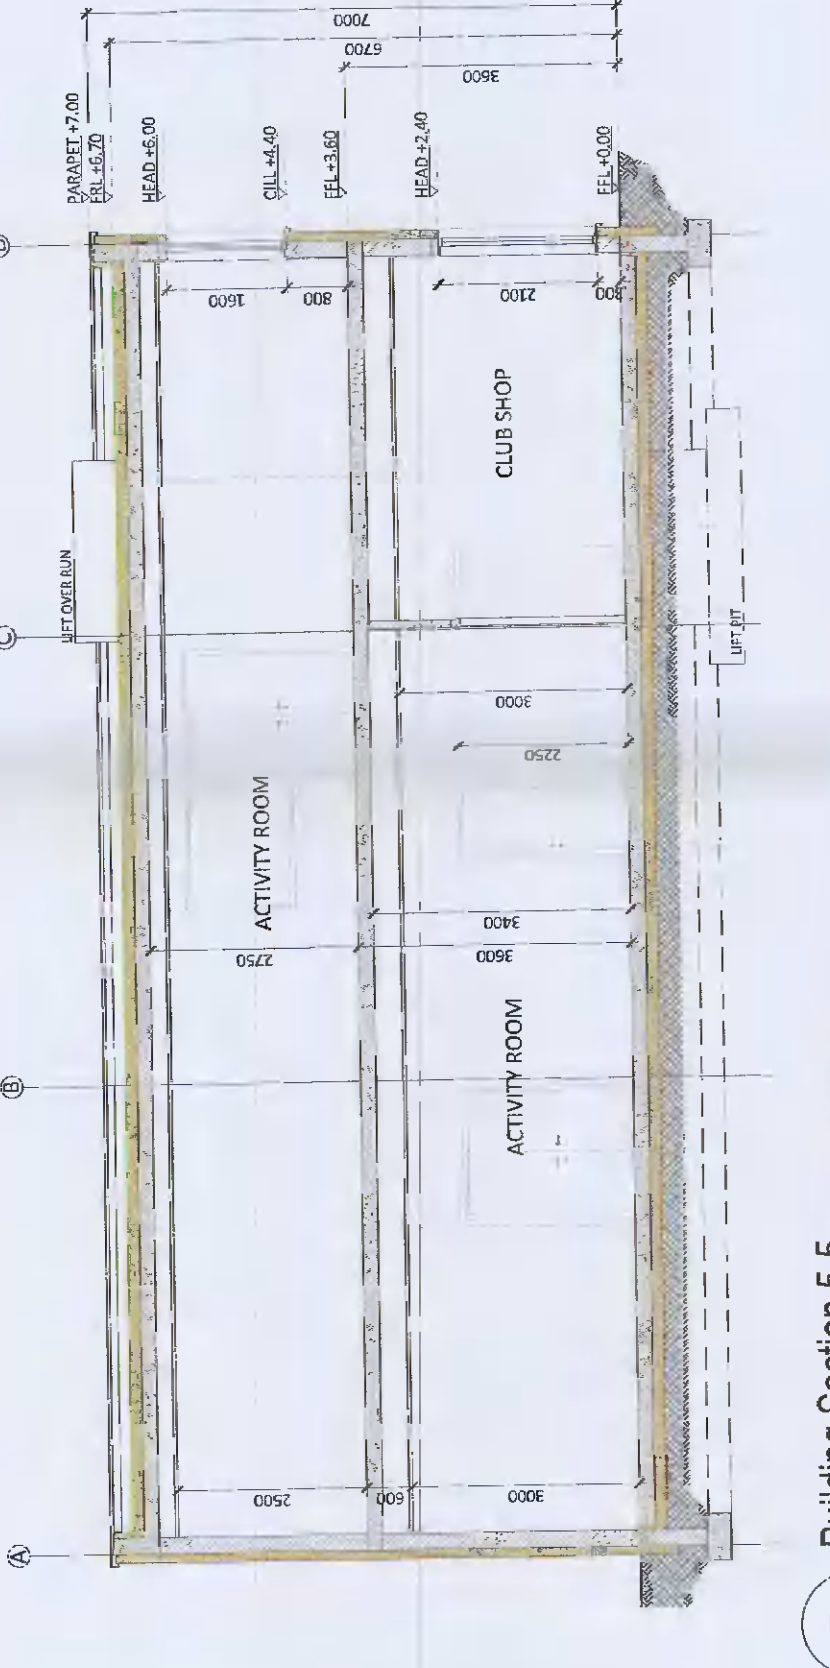 A
B
C
D
LIFT OVER RUN
PARAPET +7.00
FRL +6.70
HEAD +6.00
CILL +4.40
FFL +3.60
HEAD +2.40
FFL +0.00
7000
6700
3600
1600
800
2100
300
ACTIVITY ROOM
2750
2500
600
3000
3600
3400
2250
3000
ACTIVITY ROOM
CLUB SHOP
LIFT PIT
Building Section 5-5